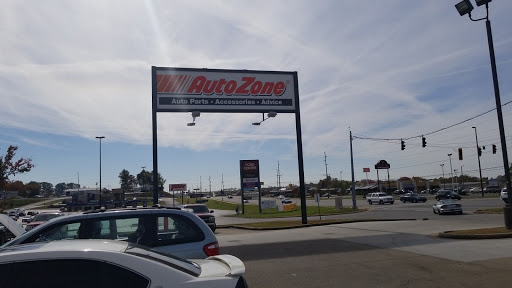 AutoZone
Auto Parts • Accessories • Advice